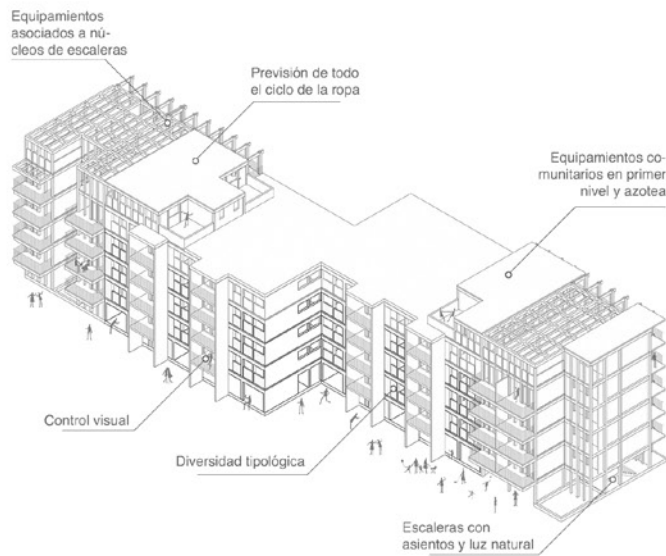 Equipamientos
asociados a nú-
cleos de escaleras
Previsión de todo
el ciclo de la ropa
Equipamientos co-
munitarios en primer
nivel y azotea
Control visual
Diversidad tipológica
Escaleras con
asientos y luz natural